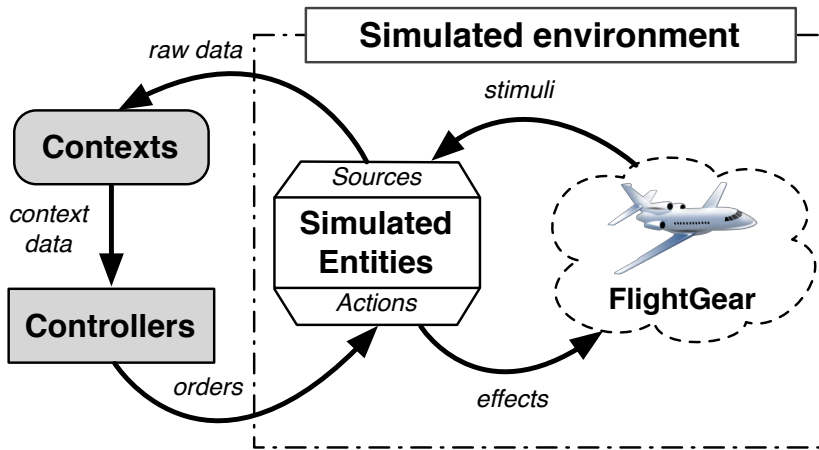 Simulated environment
raw data
stimuli
Contexts
Sources
context
data
Simulated
Entities
FlightGear
Actions
Controllers
orders
effects